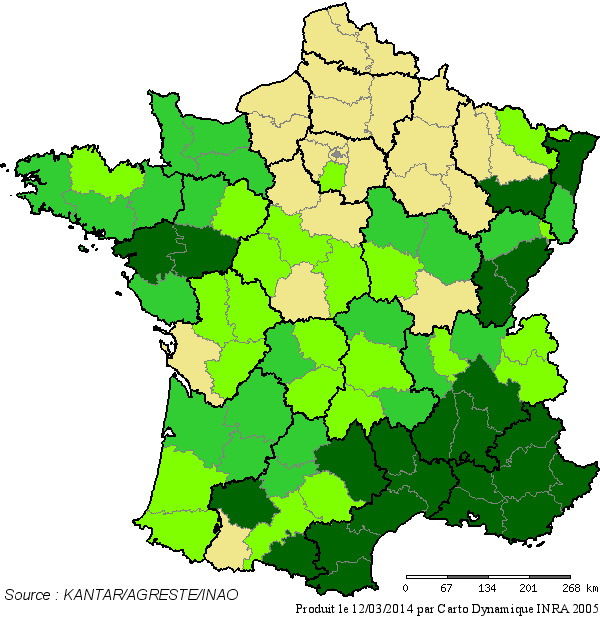 0 67 134 201 268 km
Source : KANTAR/AGRESTE/INAO
Produit le 12/03/2014 par Carto Dynamique INRA 2005